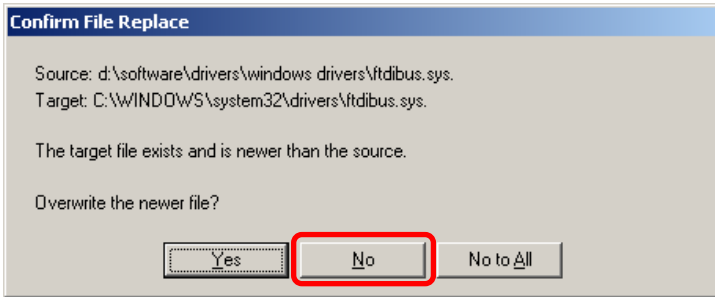 Confirm File Replace
Source: d:\software\drivers\windows drivers\ftdibus.sys.
Target: C:\WINDOWS\system32\drivers\ftdibus.sys.
The target file exists and is newer than the source.
Overwrite the newer file?
Yes No No to All